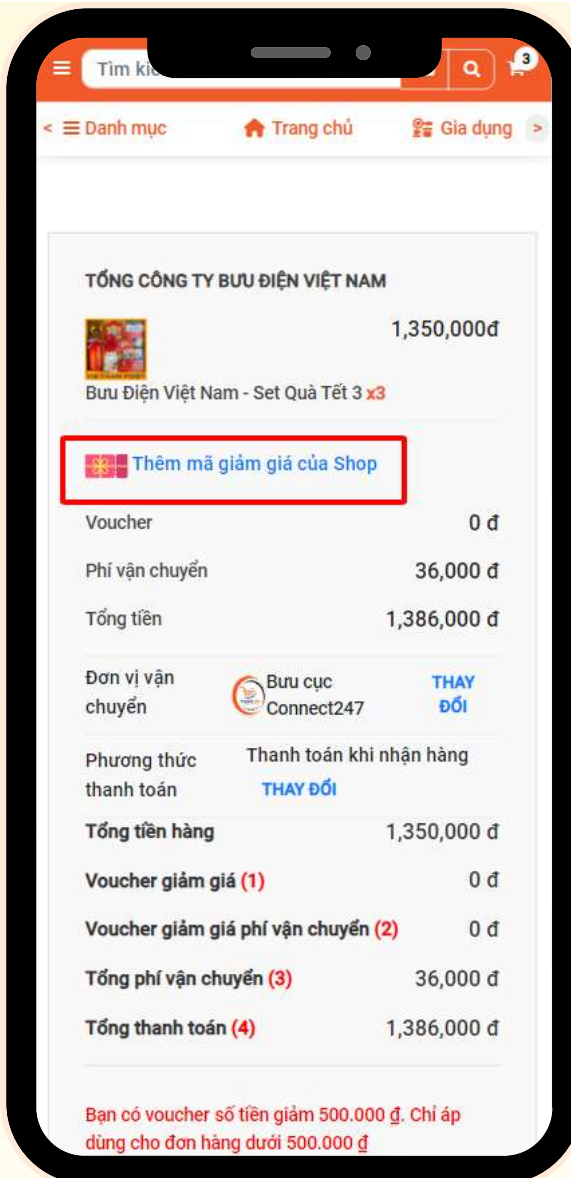 Tìm
3
< Danh mục Trang chủ Gia dụng >
TỔNG CÔNG TY BƯU ĐIỆN VIỆT NAM
1,350,000đ
Bưu Điện Việt Nam - Set Quà Tết 3 x3
Thêm mã giảm giá của Shop
Voucher 0 đ
Phí vận chuyển 36,000 đ
Tổng tiền 1,386,000 đ
Đơn vị vận chuyển Bưu cục Connect247 THAY ĐỔI
Phương thức thanh toán Thanh toán khi nhận hàng THAY ĐỔI
Tổng tiền hàng 1,350,000 đ
Voucher giảm giá (1) 0 đ
Voucher giảm giá phí vận chuyển (2) 0 đ
Tổng phí vận chuyển (3) 36,000 đ
Tổng thanh toán (4) 1,386,000 đ
Bạn có voucher số tiền giảm 500.000 ₫. Chỉ áp
dùng cho đơn hàng dưới 500.000 ₫